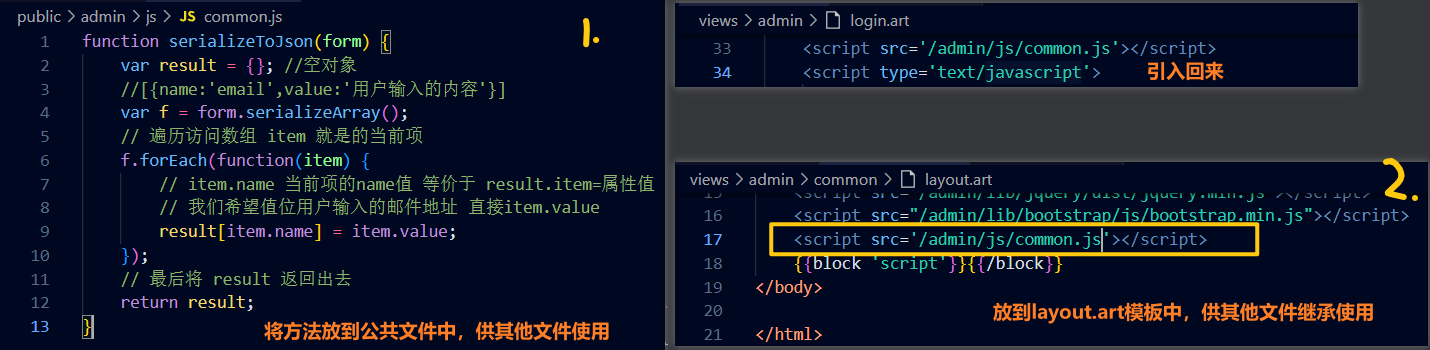 public > admin > js > JS common.js
1 function serializeToJson(form) {
2 var result = {}; //空对象
3 //[{name:'email',value:'用户输入的内容'}]
4 var f = form.serializeArray();
5 // 遍历访问数组 item 就是的当前项
6 f.forEach(function(item) {
7 // item.name 当前项的name值 等价于 result.item=属性值
8 // 我们希望值位用户输入的邮件地址 直接item.value
9 result[item.name] = item.value;
10 });
11 // 最后将 result 返回出去
12 return result;
13 }
将方法放到公共文件中，供其他文件使用
1.
views > admin > login.art
33 <script src='/admin/js/common.js'></script>
34 <script type='text/javascript'>
引入回来
2.
views > admin > common > layout.art
15 <script src="/admin/lib/jquery/dist/jquery.min.js"></script>
16 <script src="/admin/lib/bootstrap/js/bootstrap.min.js"></script>
17 <script src='/admin/js/common.js'></script>
18 {{block 'script'}}{{/block}}
19 </body>
20
21 </html>
放到layout.art模板中，供其他文件继承使用